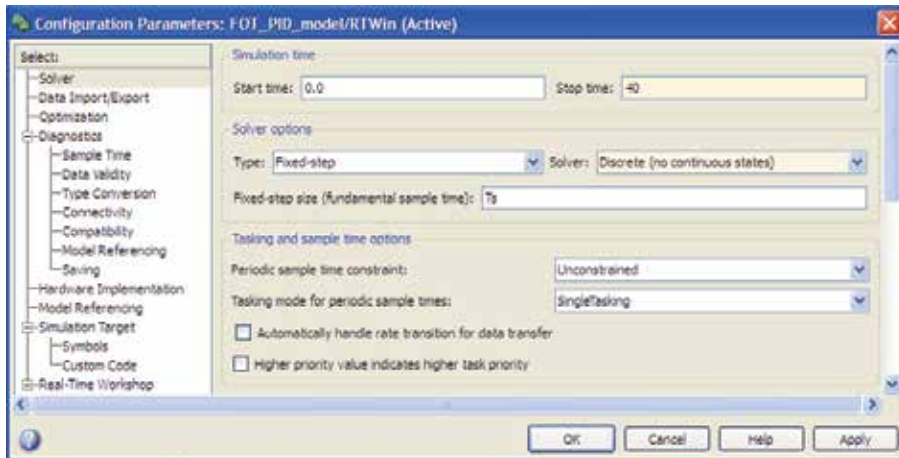 Configuration Parameters: FOT_PID_model/RTWin (Active)
Select:
Solver
Data Import/Export
Optimization
Diagnostics
Sample Time
Data Validity
Type Conversion
Connectivity
Compatibility
Model Referencing
Saving
Hardware Implementation
Model Referencing
Simulation Target
Symbols
Custom Code
Real-Time Workshop
Simulation time
Start time: 0.0 Stop time: 40
Solver options
Type: Fixed-step Solver: Discrete (no continuous states)
Fixed-step size (fundamental sample time): Ts
Tasking and sample time options
Periodic sample time constraint: Unconstrained
Tasking mode for periodic sample times: SingleTasking
Automatically handle rate transition for data transfer
Higher priority value indicates higher task priority
OK Cancel Help Apply